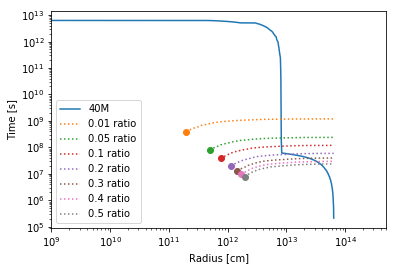 10¹³
10¹²
10¹¹
10¹⁰
10⁹
10⁸
10⁷
10⁶
10⁵
Time [s]
40M
0.01 ratio
0.05 ratio
0.1 ratio
0.2 ratio
0.3 ratio
0.4 ratio
0.5 ratio
10⁹ 10¹⁰ 10¹¹ 10¹² 10¹³ 10¹⁴
Radius [cm]